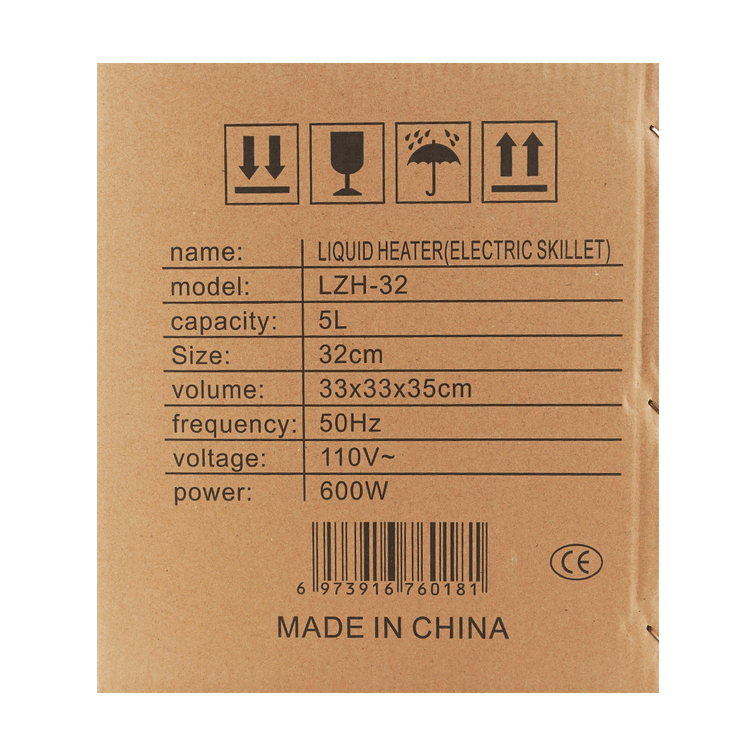 name: LIQUID HEATER(ELECTRIC SKILLET)
model: LZH-32
capacity: 5L
Size: 32cm
volume: 33x33x35cm
frequency: 50Hz
voltage: 110V~
power: 600W
6 973916 760181
CE
MADE IN CHINA